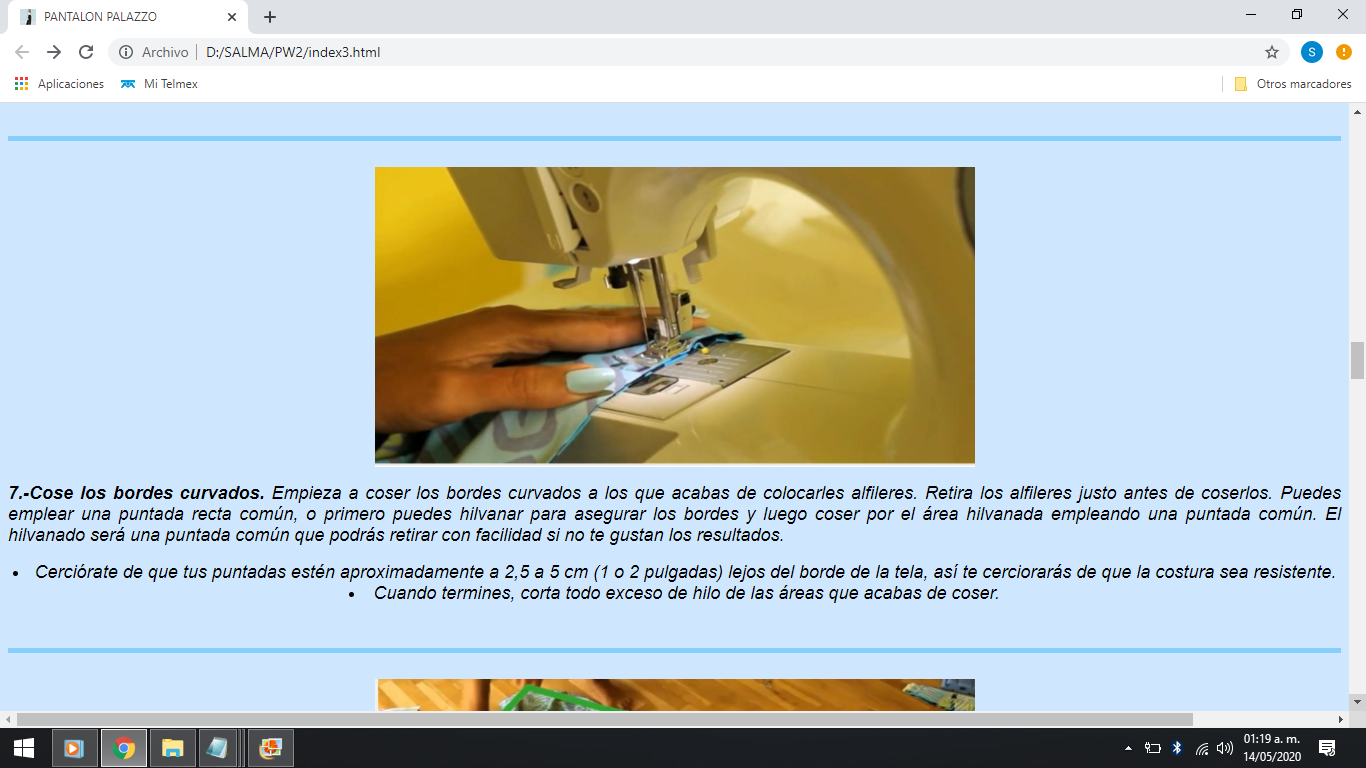 PANTALON PALAZZO
Archivo
D:/SALMA/PW2/index3.html
S
Aplicaciones
Mi Telmex
Otros marcadores
7.-Cose los bordes curvados. Empieza a coser los bordes curvados a los que acabas de colocarles alfileres. Retira los alfileres justo antes de coserlos. Puedes
emplear una puntada recta común, o primero puedes hilvanar para asegurar los bordes y luego coser por el área hilvanada empleando una puntada común. El
hilvanado será una puntada común que podrás retirar con facilidad si no te gustan los resultados.
• Cerciórate de que tus puntadas estén aproximadamente a 2,5 a 5 cm (1 o 2 pulgadas) lejos del borde de la tela, así te cerciorarás de que la costura sea resistente.
• Cuando termines, corta todo exceso de hilo de las áreas que acabas de coser.
01:19 a. m.
14/05/2020